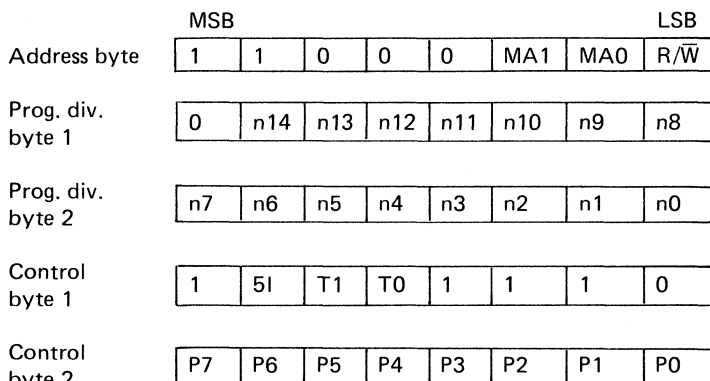 MSB LSB
Address byte 1 1 0 0 0 MA1 MA0 R/W̅
Prog. div.
byte 1 0 n14 n13 n12 n11 n10 n9 n8
Prog. div.
byte 2 n7 n6 n5 n4 n3 n2 n1 n0
Control
byte 1 1 5I T1 T0 1 1 1 0
Control
byte 2 P7 P6 P5 P4 P3 P2 P1 P0